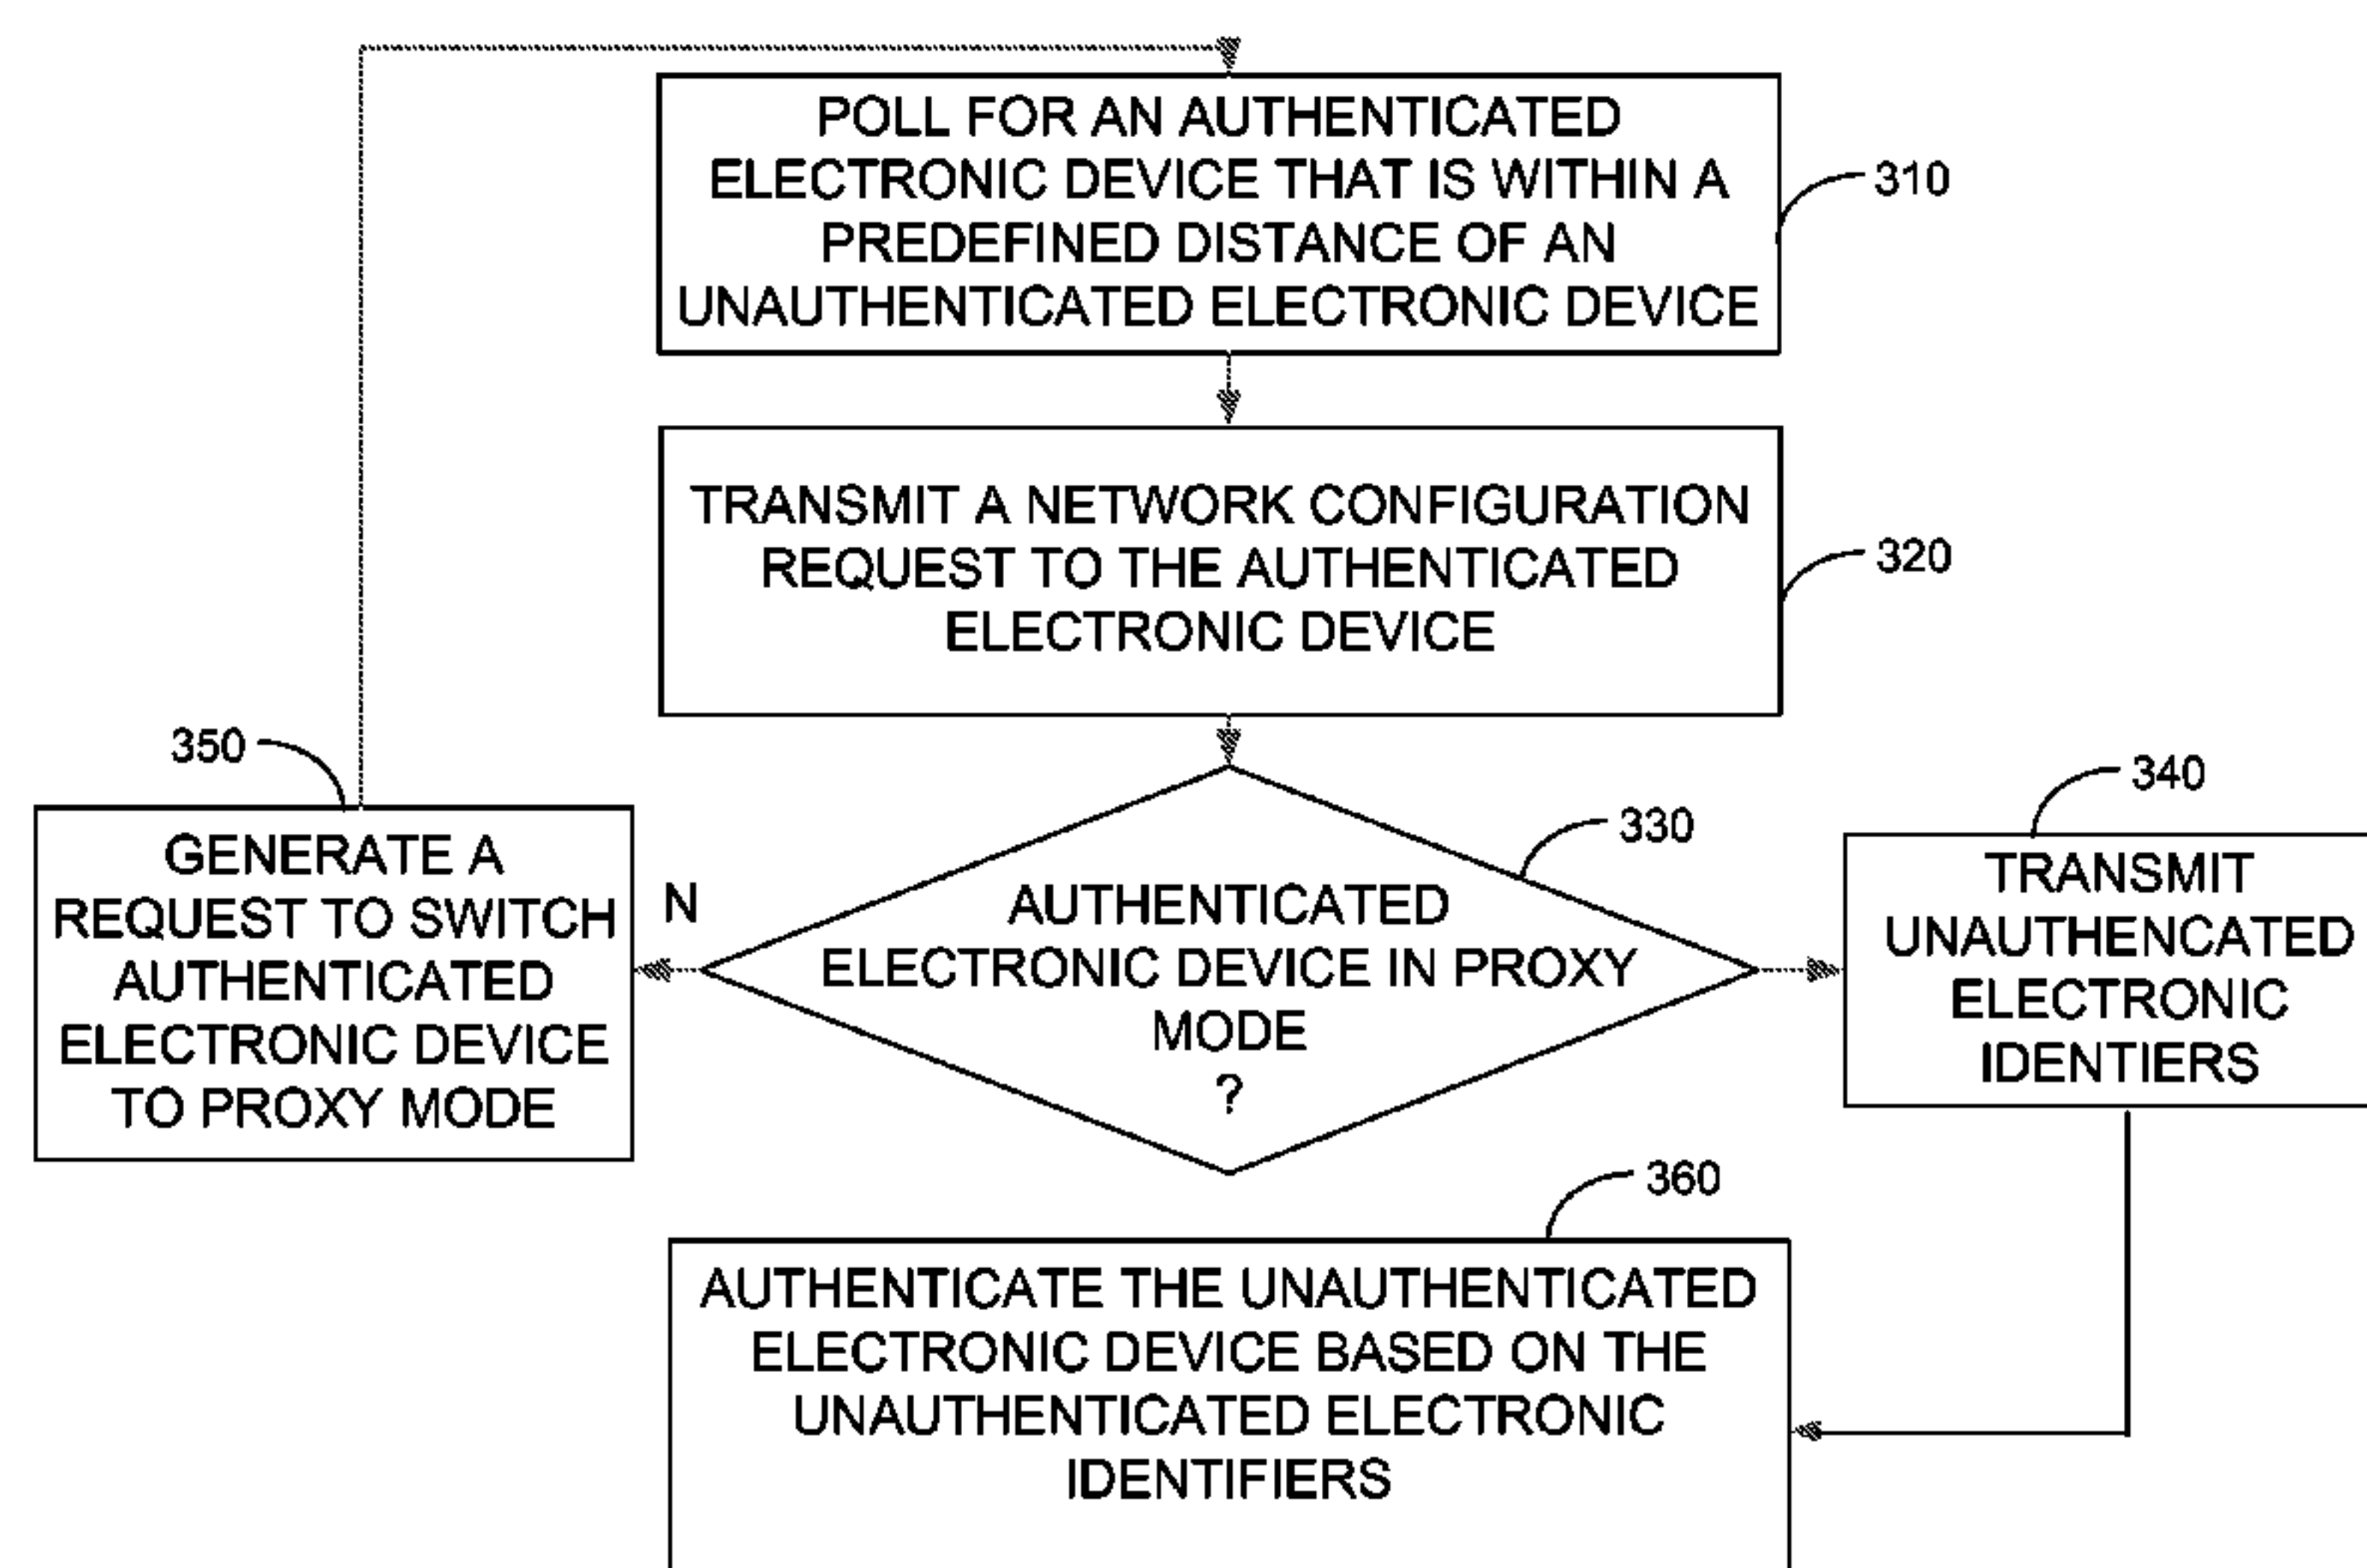 POLL FOR AN AUTHENTICATED
ELECTRONIC DEVICE THAT IS WITHIN A
PREDEFINED DISTANCE OF AN
UNAUTHENTICATED ELECTRONIC DEVICE
310
TRANSMIT A NETWORK CONFIGURATION
REQUEST TO THE AUTHENTICATED
ELECTRONIC DEVICE
320
AUTHENTICATED
ELECTRONIC DEVICE IN PROXY
MODE
?
330
N
350
GENERATE A
REQUEST TO SWITCH
AUTHENTICATED
ELECTRONIC DEVICE
TO PROXY MODE
340
TRANSMIT
UNAUTHENCATED
ELECTRONIC
IDENTIERS
360
AUTHENTICATE THE UNAUTHENTICATED
ELECTRONIC DEVICE BASED ON THE
UNAUTHENTICATED ELECTRONIC
IDENTIFIERS